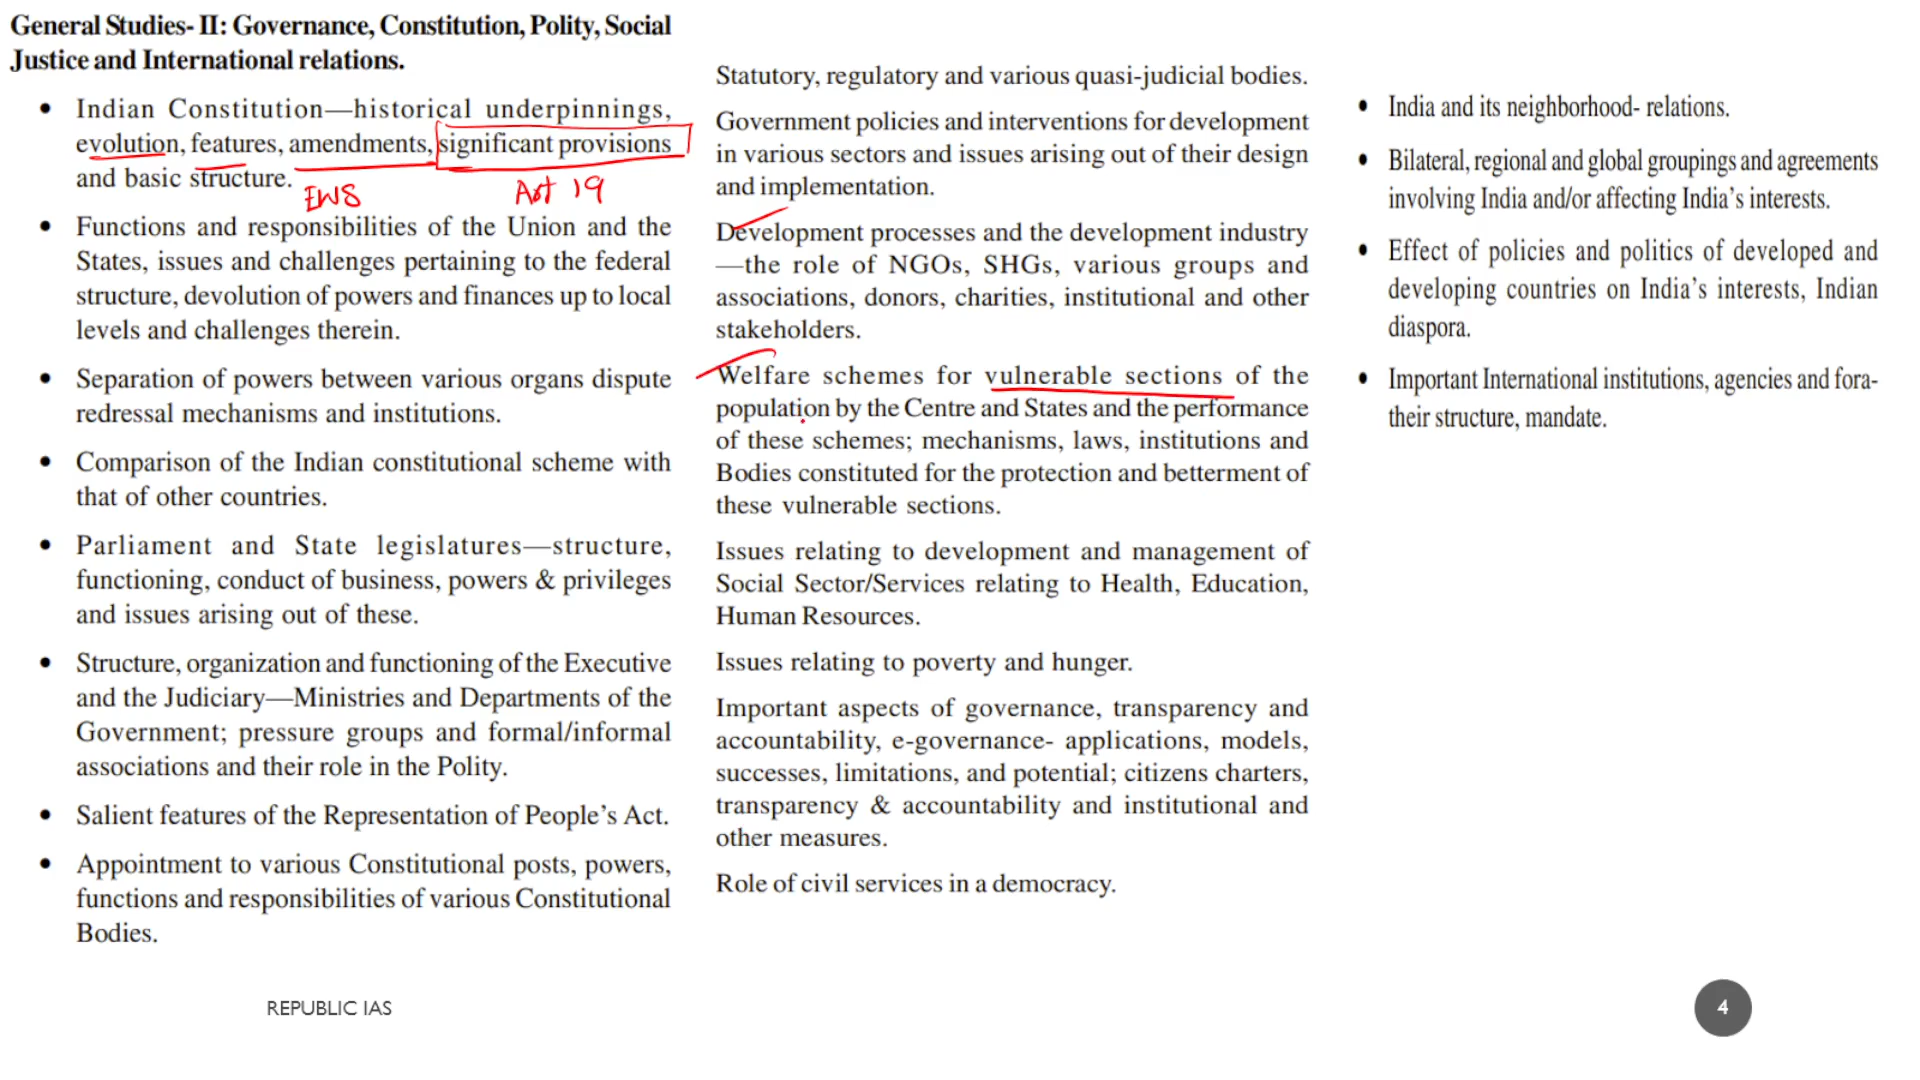 General Studies- II: Governance, Constitution, Polity, Social
Justice and International relations.
• Indian Constitution—historical underpinnings,
evolution, features, amendments, significant provisions
and basic structure.
EWS
Art 19
• Functions and responsibilities of the Union and the
States, issues and challenges pertaining to the federal
structure, devolution of powers and finances up to local
levels and challenges therein.
• Separation of powers between various organs dispute
redressal mechanisms and institutions.
• Comparison of the Indian constitutional scheme with
that of other countries.
• Parliament and State legislatures—structure,
functioning, conduct of business, powers & privileges
and issues arising out of these.
• Structure, organization and functioning of the Executive
and the Judiciary—Ministries and Departments of the
Government; pressure groups and formal/informal
associations and their role in the Polity.
• Salient features of the Representation of People’s Act.
• Appointment to various Constitutional posts, powers,
functions and responsibilities of various Constitutional
Bodies.
Statutory, regulatory and various quasi-judicial bodies.
Government policies and interventions for development
in various sectors and issues arising out of their design
and implementation.
Development processes and the development industry
—the role of NGOs, SHGs, various groups and
associations, donors, charities, institutional and other
stakeholders.
Welfare schemes for vulnerable sections of the
population by the Centre and States and the performance
of these schemes; mechanisms, laws, institutions and
Bodies constituted for the protection and betterment of
these vulnerable sections.
Issues relating to development and management of
Social Sector/Services relating to Health, Education,
Human Resources.
Issues relating to poverty and hunger.
Important aspects of governance, transparency and
accountability, e-governance- applications, models,
successes, limitations, and potential; citizens charters,
transparency & accountability and institutional and
other measures.
Role of civil services in a democracy.
• India and its neighborhood- relations.
• Bilateral, regional and global groupings and agreements
involving India and/or affecting India’s interests.
• Effect of policies and politics of developed and
developing countries on India’s interests, Indian
diaspora.
• Important International institutions, agencies and fora-
their structure, mandate.
REPUBLIC IAS
4